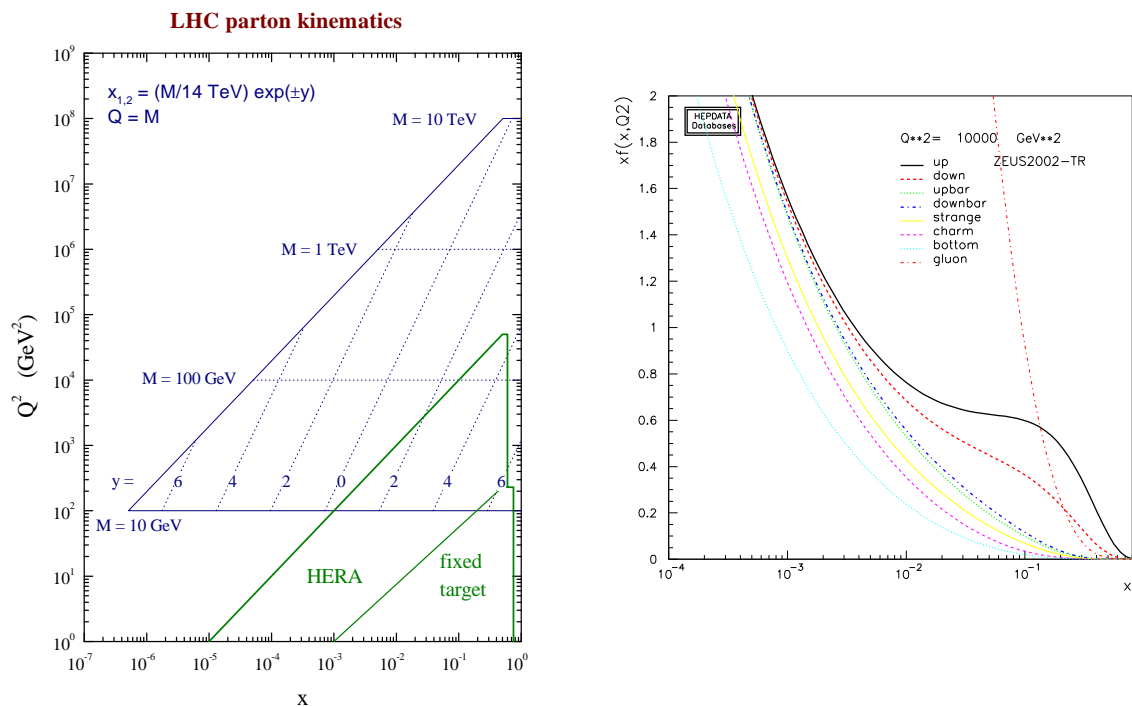 LHC parton kinematics
x₁,₂ = (M/14 TeV) exp(±y)
Q = M
M = 10 TeV
M = 1 TeV
M = 100 GeV
M = 10 GeV
y = 6 4 2 0 2 4 6
HERA
fixed
target
Q² (GeV²)
10⁹
10⁸
10⁷
10⁶
10⁵
10⁴
10³
10²
10¹
10⁰
10⁻⁷ 10⁻⁶ 10⁻⁵ 10⁻⁴ 10⁻³ 10⁻² 10⁻¹ 10⁰
x
xf(x,Q2)
2
1.8
1.6
1.4
1.2
1
0.8
0.6
0.4
0.2
0
HEPDATA
Databases
Q**2= 10000 GeV**2
up ZEUS2002-TR
down
upbar
downbar
strange
charm
bottom
gluon
10⁻⁴ 10⁻³ 10⁻² 10⁻¹
x